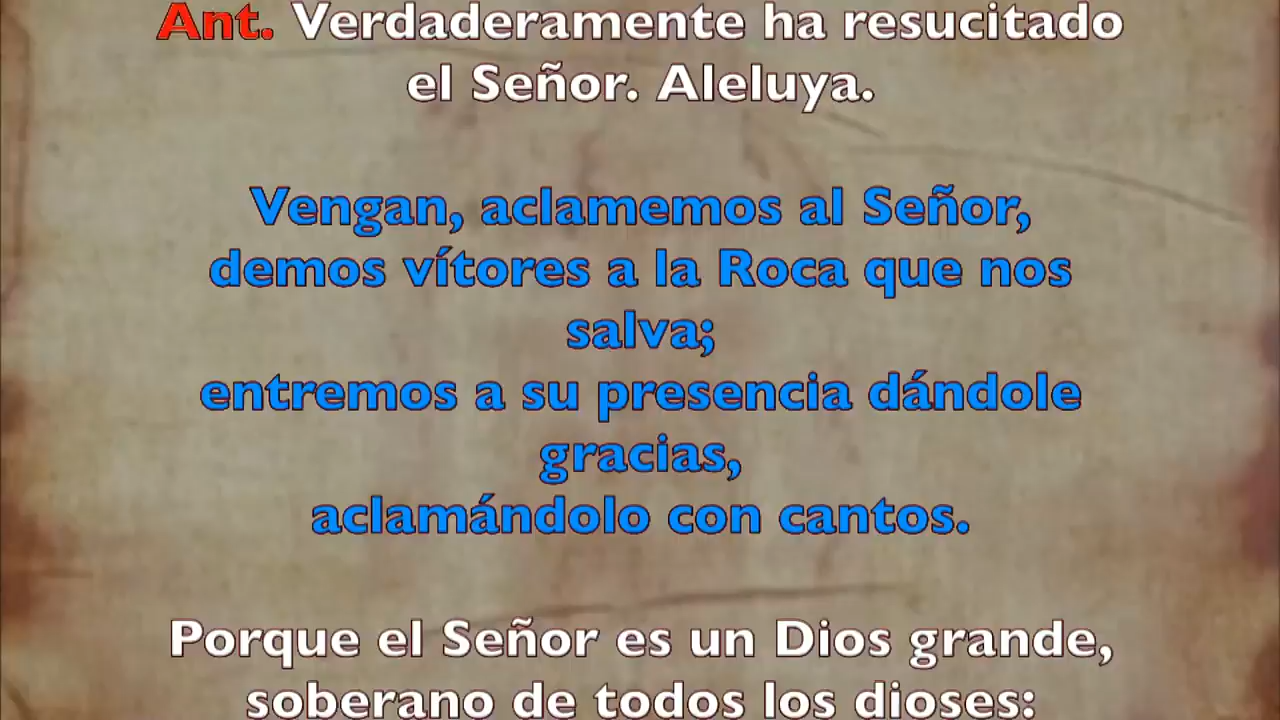 Ant. Verdaderamente ha resucitado
el Señor. Aleluya.
Vengan, aclamemos al Señor,
demos vítores a la Roca que nos
salva;
entremos a su presencia dándole
gracias,
aclamándolo con cantos.
Porque el Señor es un Dios grande,
soberano de todos los dioses: